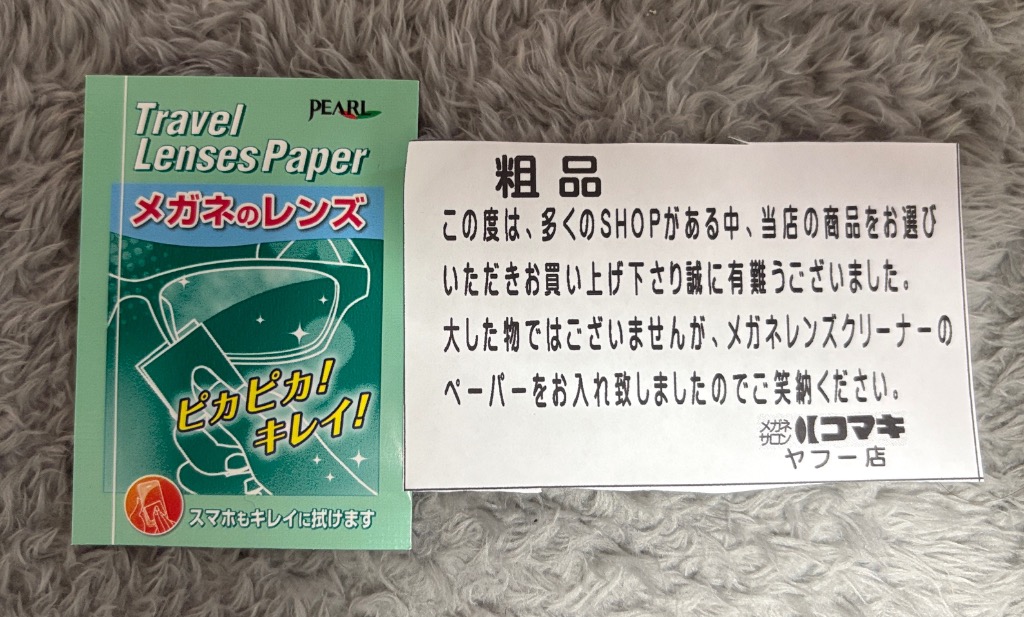 PEARL
Travel
Lenses Paper
メガネのレンズ
ピカピカ!
キレイ!
スマホもキレイに拭けます
粗品
この度は、多くのSHOPがある中、当店の商品をお選び
いただきお買い上げ下さり誠に有難うございました。
大した物ではございませんが、メガネレンズクリーナーの
ペーパーをお入れ致しましたのでご笑納ください。
メガネ
サロン
コマキ
ヤフー店